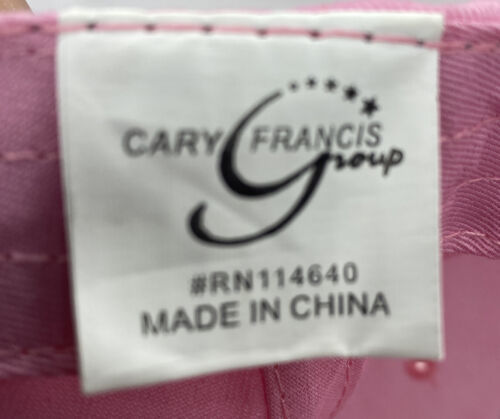 CARY FRANCIS
Group
#RN114640
MADE IN CHINA